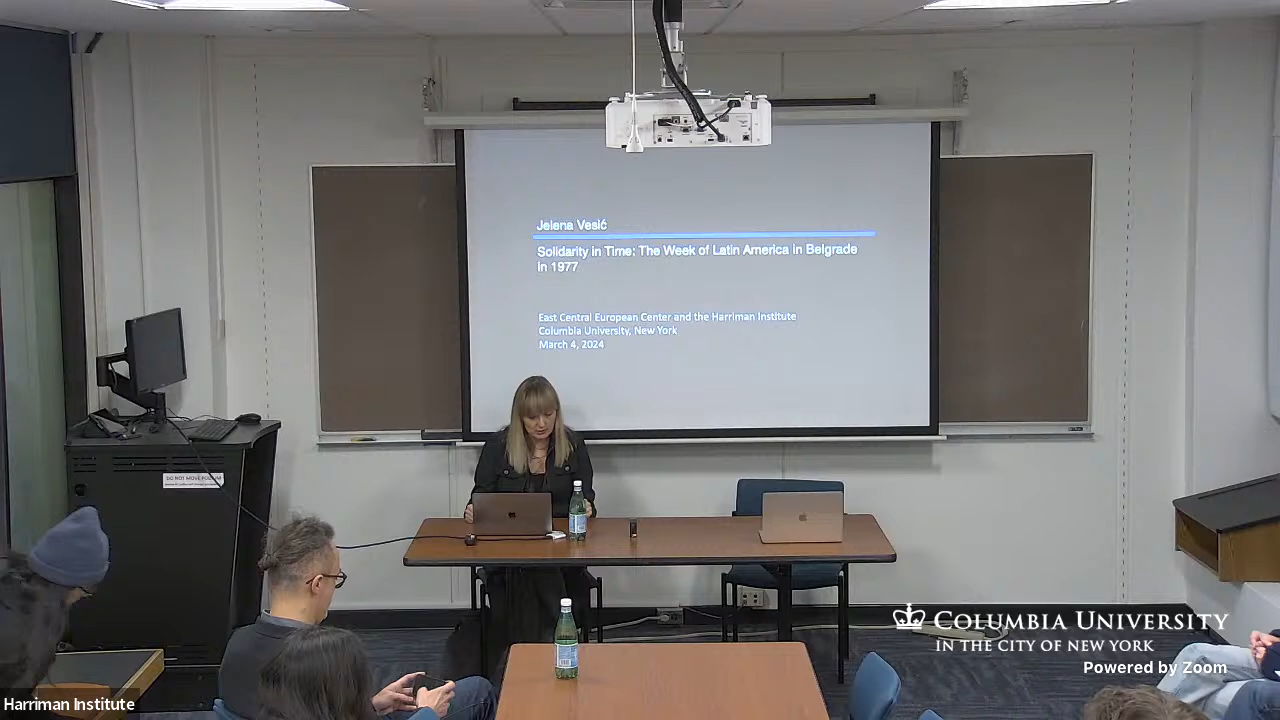 Jelena Vesić
Solidarity in Time: The Week of Latin America in Belgrade
in 1977
East Central European Center and the Harriman Institute
Columbia University, New York
March 4, 2024
DO NOT MOVE PODIUM
COLUMBIA UNIVERSITY
IN THE CITY OF NEW YORK
Powered by Zoom
Harriman Institute